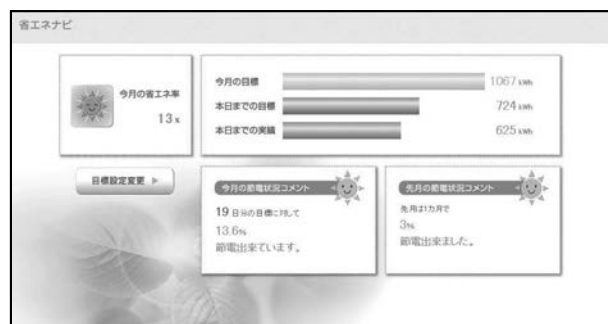 省エネナビ
今月の省エネ率
13%
今月の目標 1067 kWh
本日までの目標 724 kWh
本日までの実績 625 kWh
目標設定変更 ▶
今月の節電状況コメント
19 日分の目標に対して
13.6%
節電出来ています。
先月の節電状況コメント
先月は1カ月で
3%
節電出来ました。